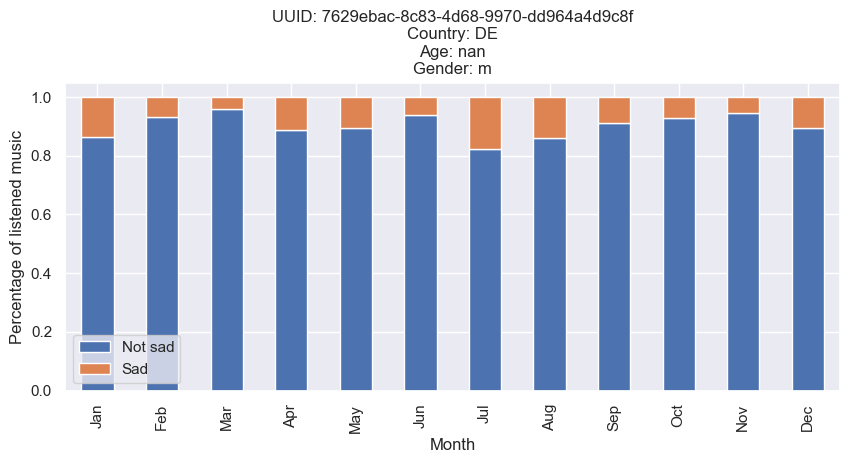 UUID: 7629ebac-8c83-4d68-9970-dd964a4d9c8f
Country: DE
Age: nan
Gender: m
1.0
0.8
0.6
0.4
0.2
0.0
Percentage of listened music
Not sad
Sad
Jan Feb Mar Apr May Jun Jul Aug Sep Oct Nov Dec
Month